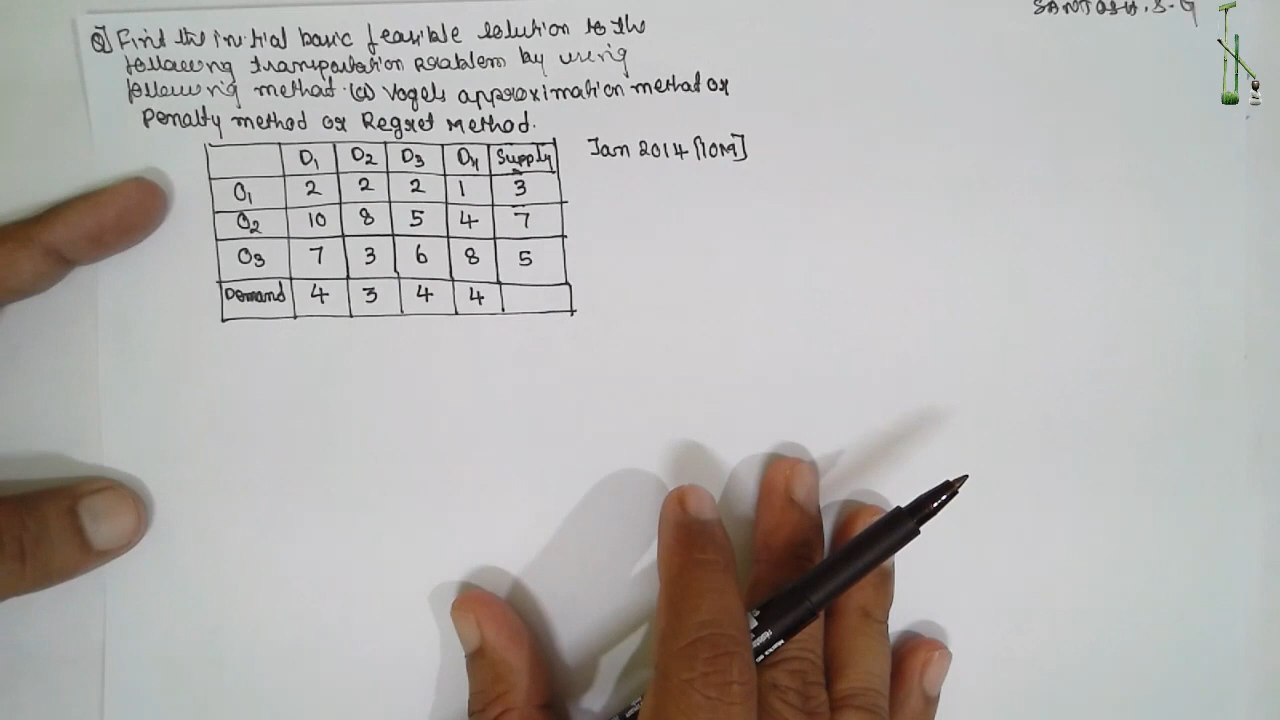 SANTOSH.S.G
Q] Find the initial basic feasible solution to the
following transportation problem by using
following method. (a) Vogels approximation method or
Penalty method or Regret Method.
Jan 2014 [10M]
D1 D2 D3 D4 Supply
O1 2 2 2 1 3
O2 10 8 5 4 7
O3 7 3 6 8 5
Demand 4 3 4 4